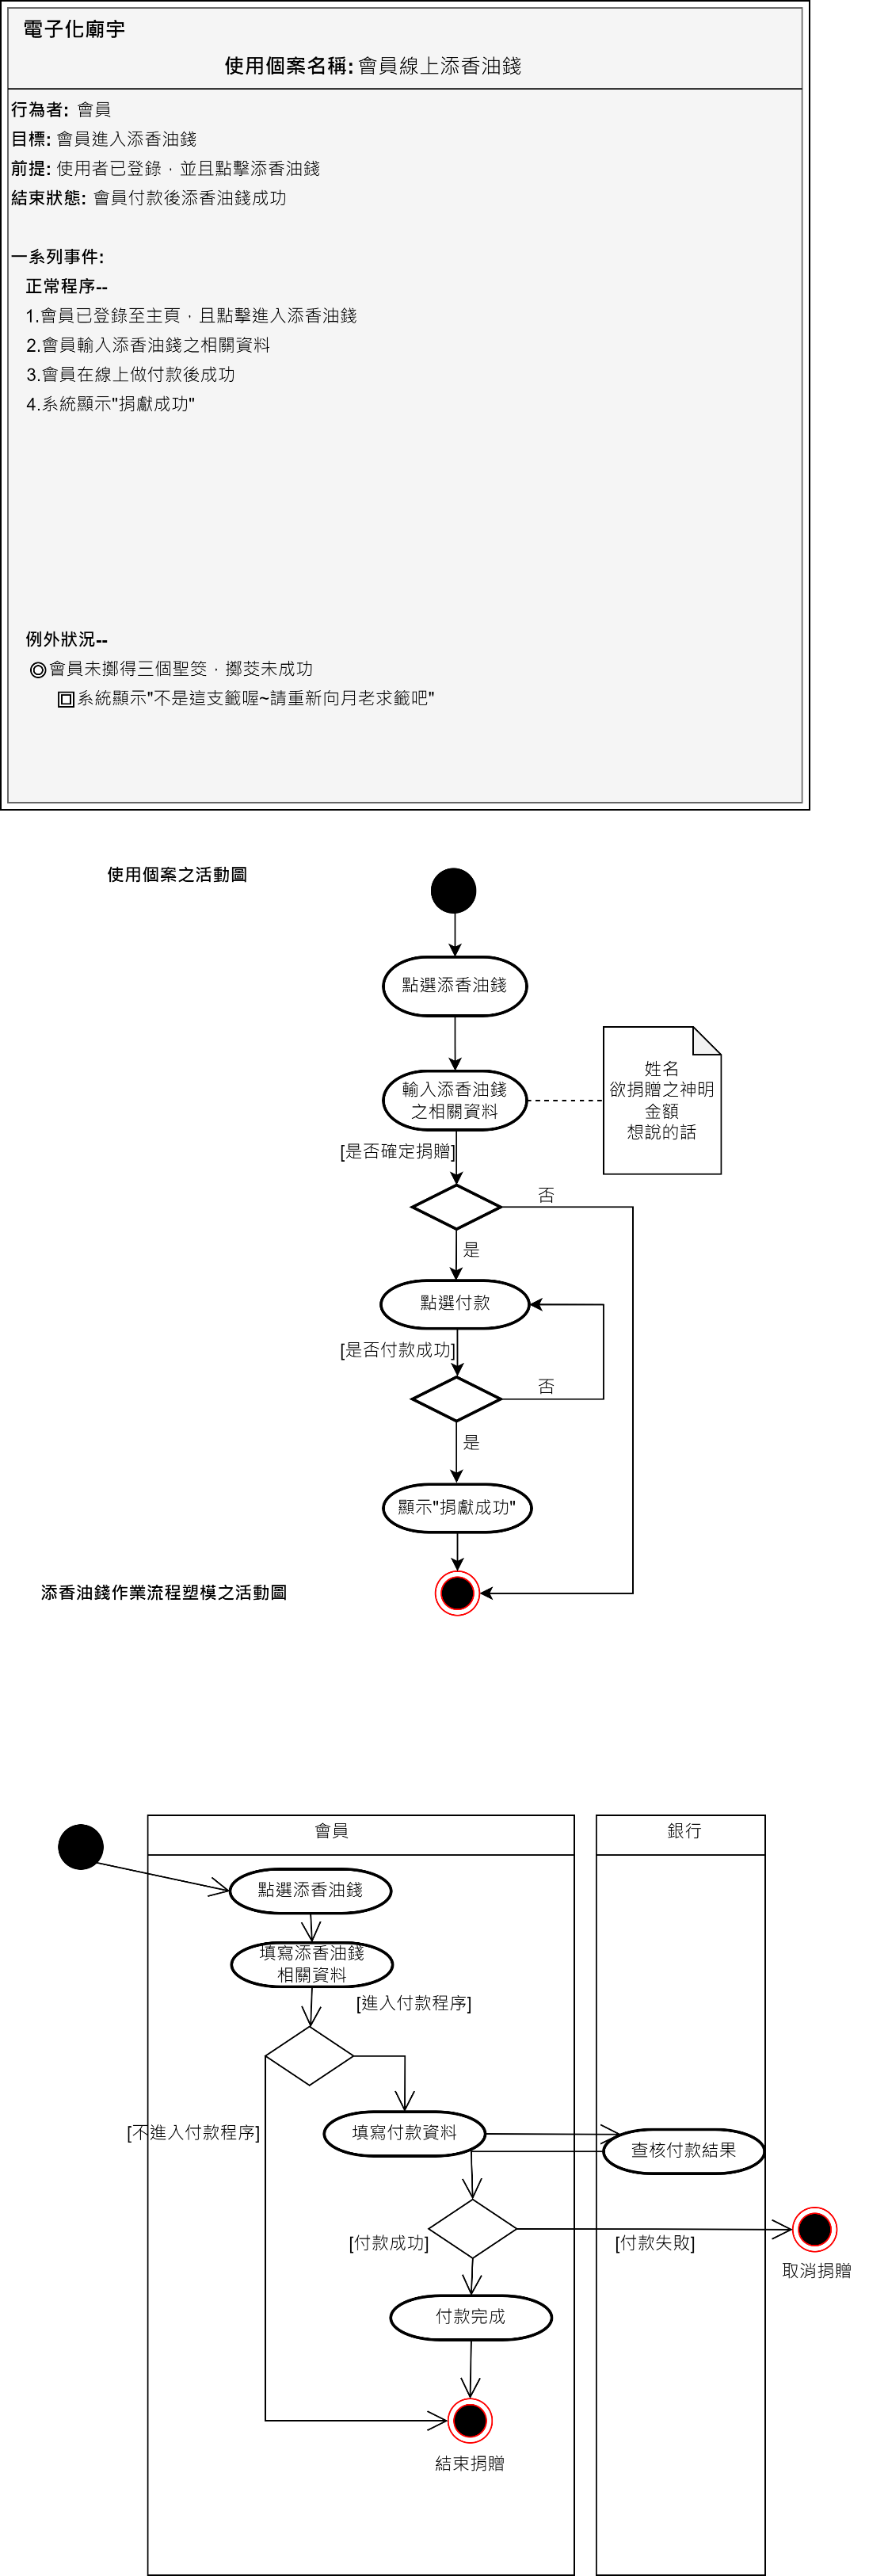 電子化廟宇
使用個案名稱: 會員線上添香油錢
行為者: 會員
目標: 會員進入添香油錢
前提: 使用者已登錄，並且點擊添香油錢
結束狀態: 會員付款後添香油錢成功
一系列事件:
正常程序--
1.會員已登錄至主頁，且點擊進入添香油錢
2.會員輸入添香油錢之相關資料
3.會員在線上做付款後成功
4.系統顯示"捐獻成功"
例外狀況--
◎會員未擲得三個聖筊，擲茭未成功
回系統顯示"不是這支籤喔~請重新向月老求籤吧"
使用個案之活動圖
點選添香油錢
輸入添香油錢
之相關資料
姓名
欲捐贈之神明
金額
想說的話
[是否確定捐贈]
否
是
點選付款
[是否付款成功]
否
是
顯示"捐獻成功"
添香油錢作業流程塑模之活動圖
會員
銀行
點選添香油錢
填寫添香油錢
相關資料
[進入付款程序]
[不進入付款程序]
填寫付款資料
查核付款結果
[付款成功]
[付款失敗]
取消捐贈
付款完成
結束捐贈